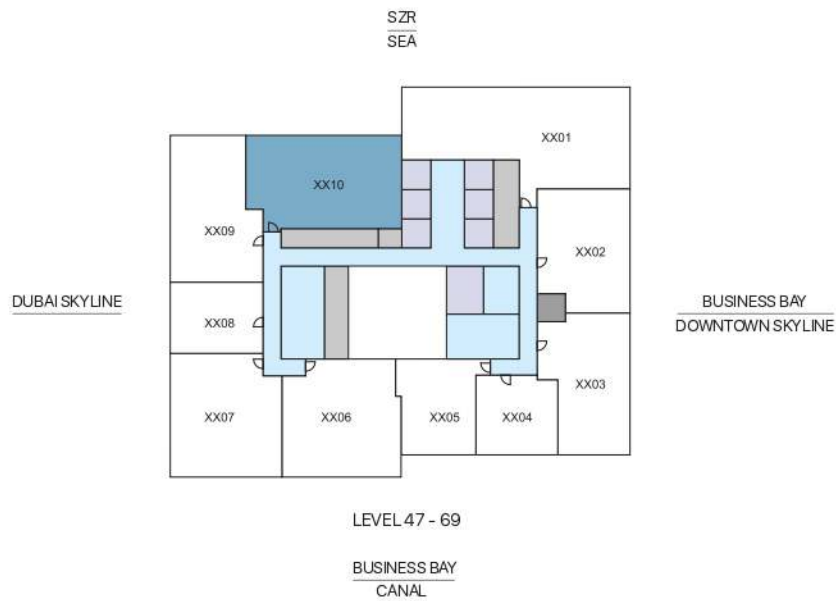 SZR
SEA
XX01
XX10
XX09
XX02
DUBAI SKYLINE
BUSINESS BAY
DOWNTOWN SKYLINE
XX08
XX03
XX07
XX06
XX05
XX04
LEVEL 47 - 69
BUSINESS BAY
CANAL